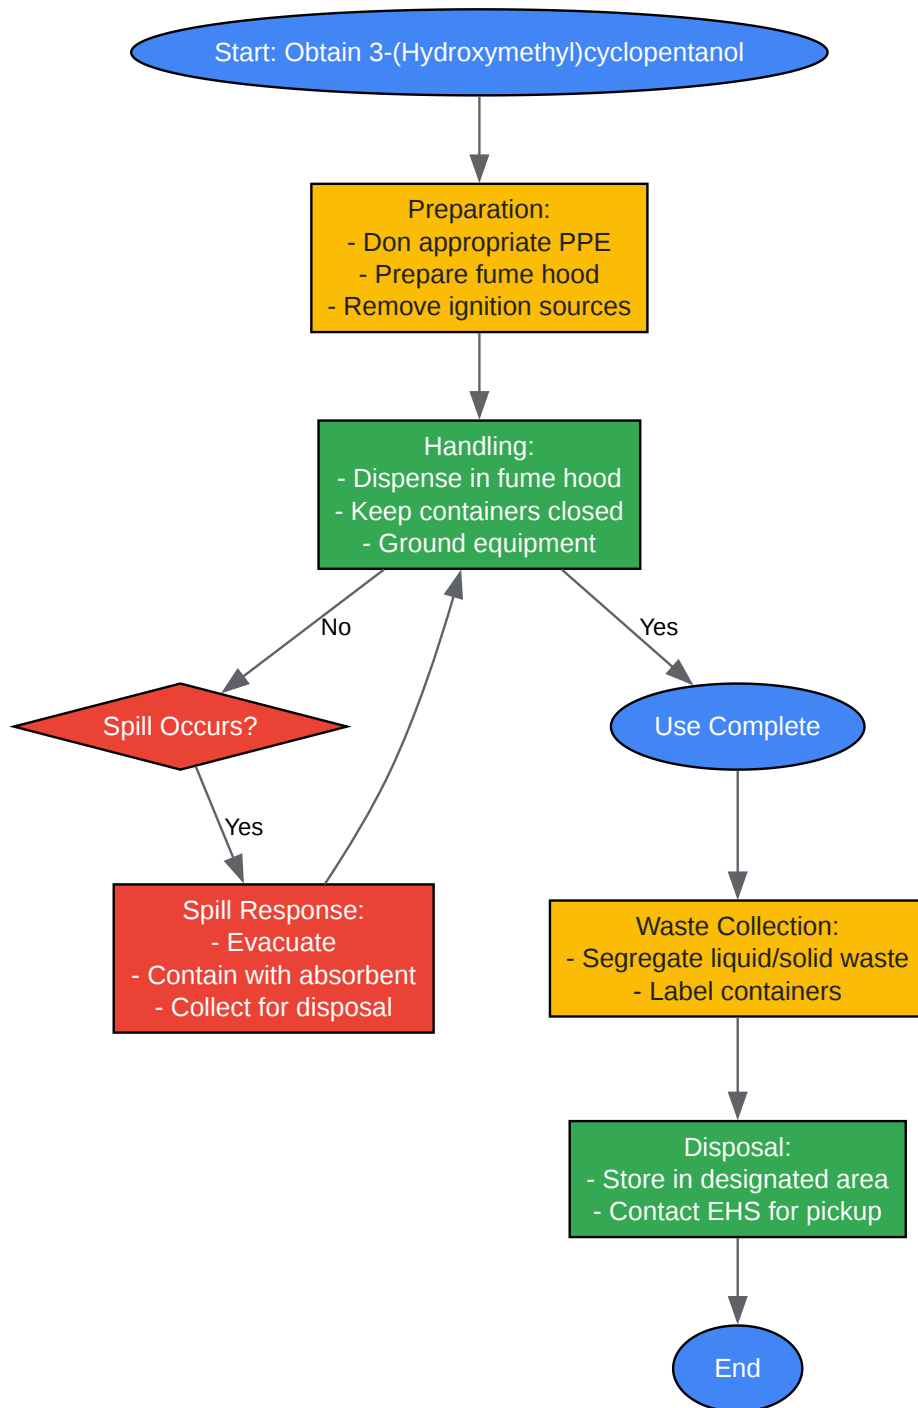 Start: Obtain 3-(Hydroxymethyl)cyclopentanol
Preparation:
- Don appropriate PPE
- Prepare fume hood
- Remove ignition sources
Handling:
- Dispense in fume hood
- Keep containers closed
- Ground equipment
No
Yes
Spill Occurs?
Use Complete
Yes
Spill Response:
- Evacuate
- Contain with absorbent
- Collect for disposal
Waste Collection:
- Segregate liquid/solid waste
- Label containers
Disposal:
- Store in designated area
- Contact EHS for pickup
End